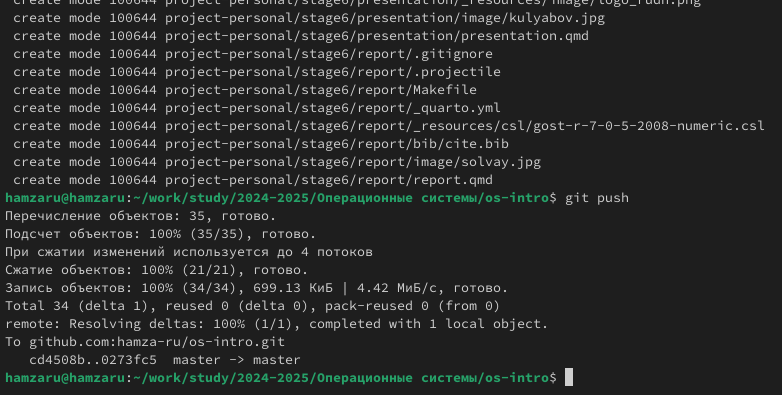 create mode 100644 project-personal/stage6/presentation/_resources/image/logo_rudn.png
create mode 100644 project-personal/stage6/presentation/image/kulyabov.jpg
create mode 100644 project-personal/stage6/presentation/presentation.qmd
create mode 100644 project-personal/stage6/report/.gitignore
create mode 100644 project-personal/stage6/report/.projectile
create mode 100644 project-personal/stage6/report/Makefile
create mode 100644 project-personal/stage6/report/_quarto.yml
create mode 100644 project-personal/stage6/report/_resources/csl/gost-r-7-0-5-2008-numeric.csl
create mode 100644 project-personal/stage6/report/bib/cite.bib
create mode 100644 project-personal/stage6/report/image/solvay.jpg
create mode 100644 project-personal/stage6/report/report.qmd
hamzaru@hamzaru:~/work/study/2024-2025/Операционные системы/os-intro$ git push
Перечисление объектов: 35, готово.
Подсчет объектов: 100% (35/35), готово.
При сжатии изменений используется до 4 потоков
Сжатие объектов: 100% (21/21), готово.
Запись объектов: 100% (34/34), 699.13 КиБ | 4.42 МиБ/с, готово.
Total 34 (delta 1), reused 0 (delta 0), pack-reused 0 (from 0)
remote: Resolving deltas: 100% (1/1), completed with 1 local object.
To github.com:hamza-ru/os-intro.git
cd4508b..0273fc5  master -> master
hamzaru@hamzaru:~/work/study/2024-2025/Операционные системы/os-intro$